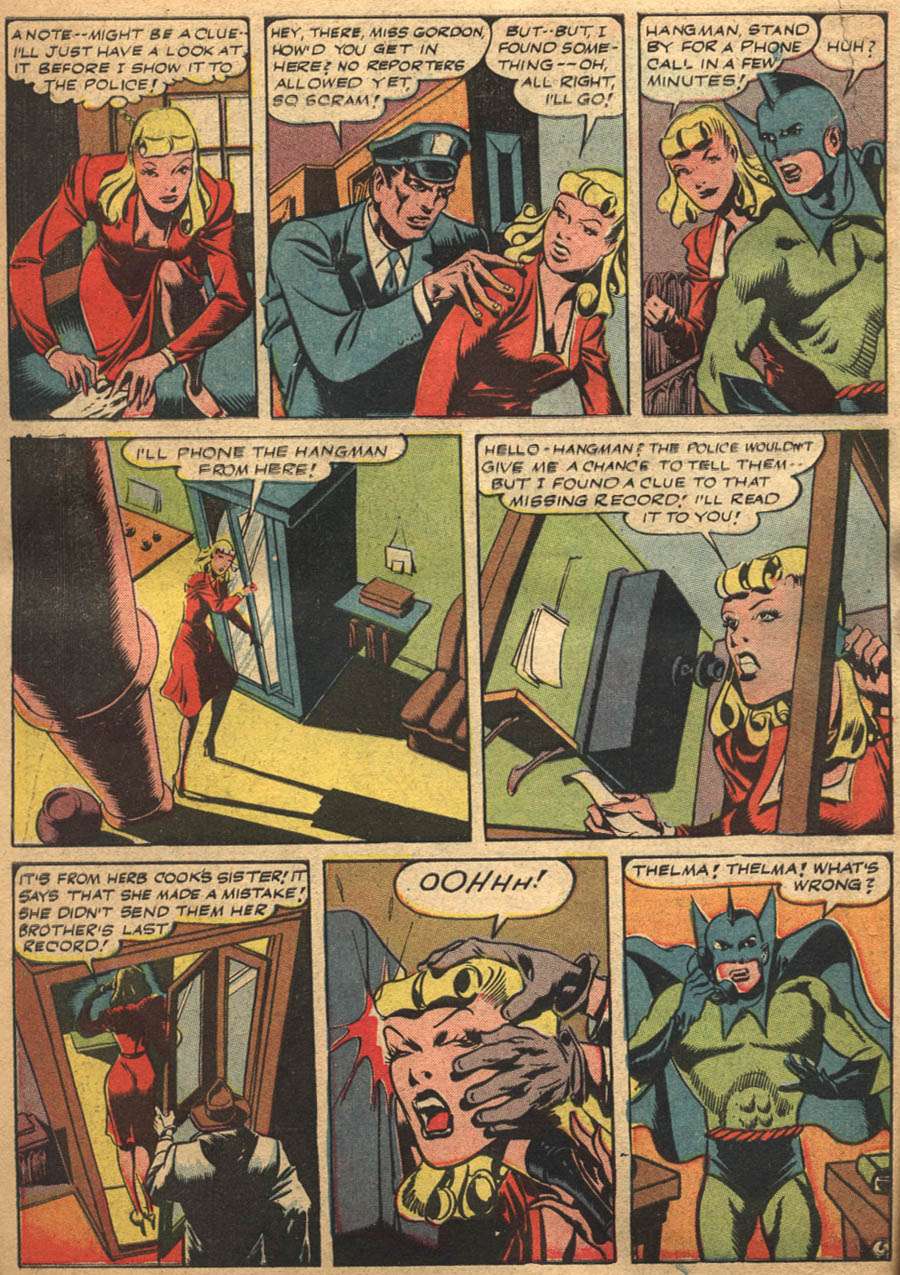 A NOTE--MIGHT BE A CLUE--
I'LL JUST HAVE A LOOK AT
IT BEFORE I SHOW IT TO
THE POLICE!
HEY, THERE, MISS GORDON,
HOW'D YOU GET IN
HERE? NO REPORTERS
ALLOWED YET,
SO SCRAM!
BUT--BUT, I
FOUND SOME-
THING--OH,
ALL RIGHT,
I'LL GO!
HANGMAN, STAND
BY FOR A PHONE
CALL IN A FEW
MINUTES!
HUH?
I'LL PHONE THE HANGMAN
FROM HERE!
HELLO-HANGMAN? THE POLICE WOULDN'T
GIVE ME A CHANCE TO TELL THEM--
BUT I FOUND A CLUE TO THAT
MISSING RECORD! I'LL READ
IT TO YOU!
IT'S FROM HERB COOK'S SISTER! IT
SAYS THAT SHE MADE A MISTAKE!
SHE DIDN'T SEND THEM HER
BROTHER'S LAST
RECORD!
OOHHH!
THELMA! THELMA! WHAT'S
WRONG?
6